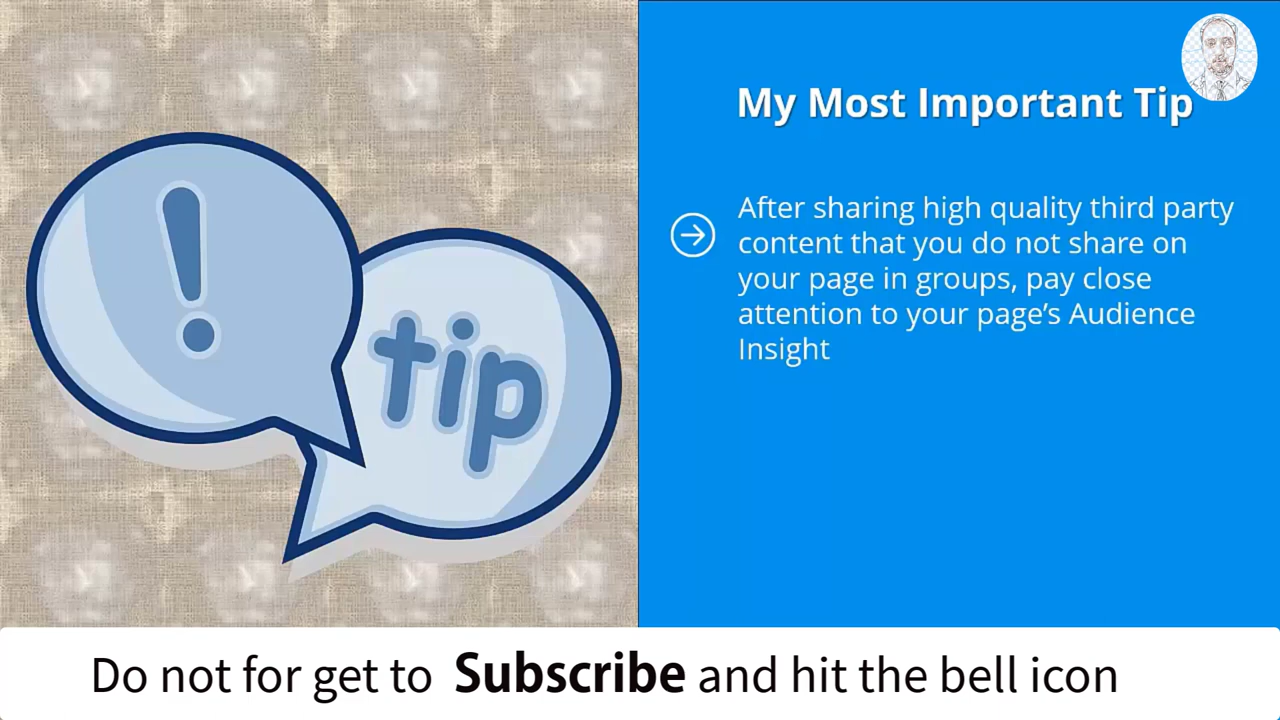 !
tip
My Most Important Tip
After sharing high quality third party
content that you do not share on
your page in groups, pay close
attention to your page’s Audience
Insight
Do not for get to Subscribe and hit the bell icon